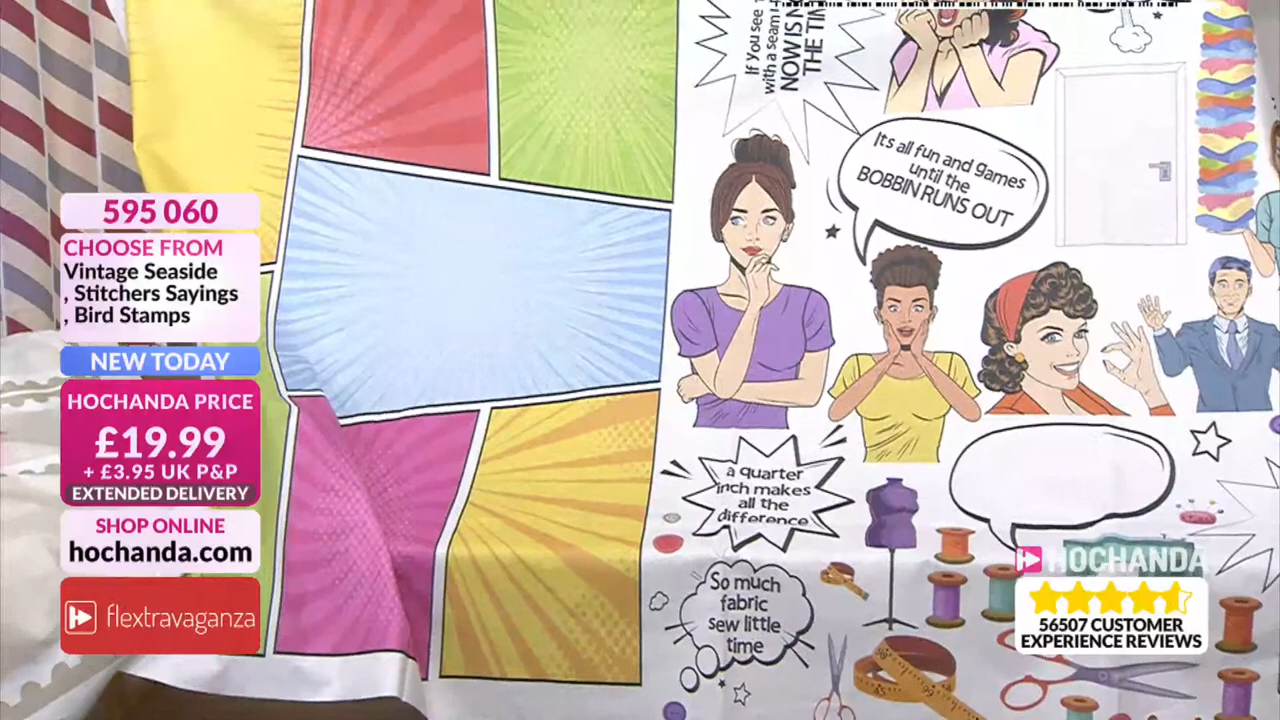 595 060
CHOOSE FROM
Vintage Seaside
, Stitchers Sayings
, Bird Stamps
NEW TODAY
HOCHANDA PRICE
£19.99
+ £3.95 UK P&P
EXTENDED DELIVERY
SHOP ONLINE
hochanda.com
flextravaganza
If you see
with a seam
NOW IS N
THE TIM
It's all fun and games
until the
BOBBIN RUNS OUT
a quarter
inch makes
all the
difference
So much
fabric
sew little
time
HOCHANDA
56507 CUSTOMER
EXPERIENCE REVIEWS